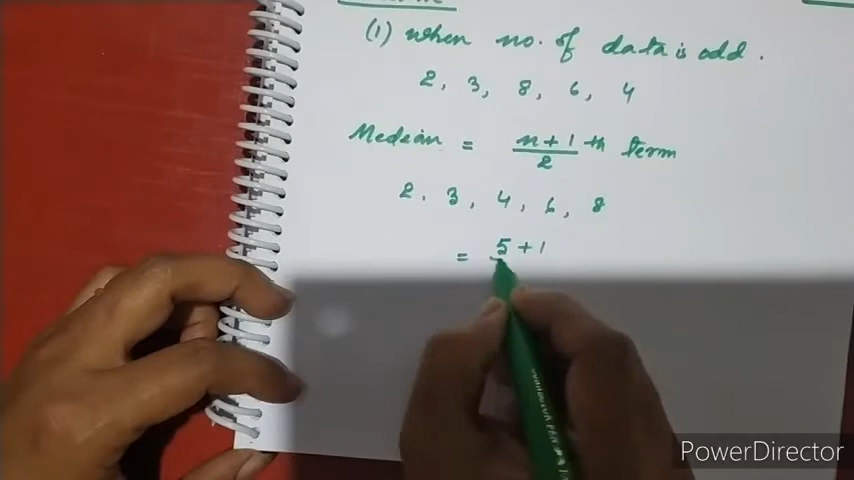 (1) when no. of data is odd.
2, 3, 8, 6, 4
Median = n+1/2 th term
2, 3, 4, 6, 8
= 5+1
PowerDirector